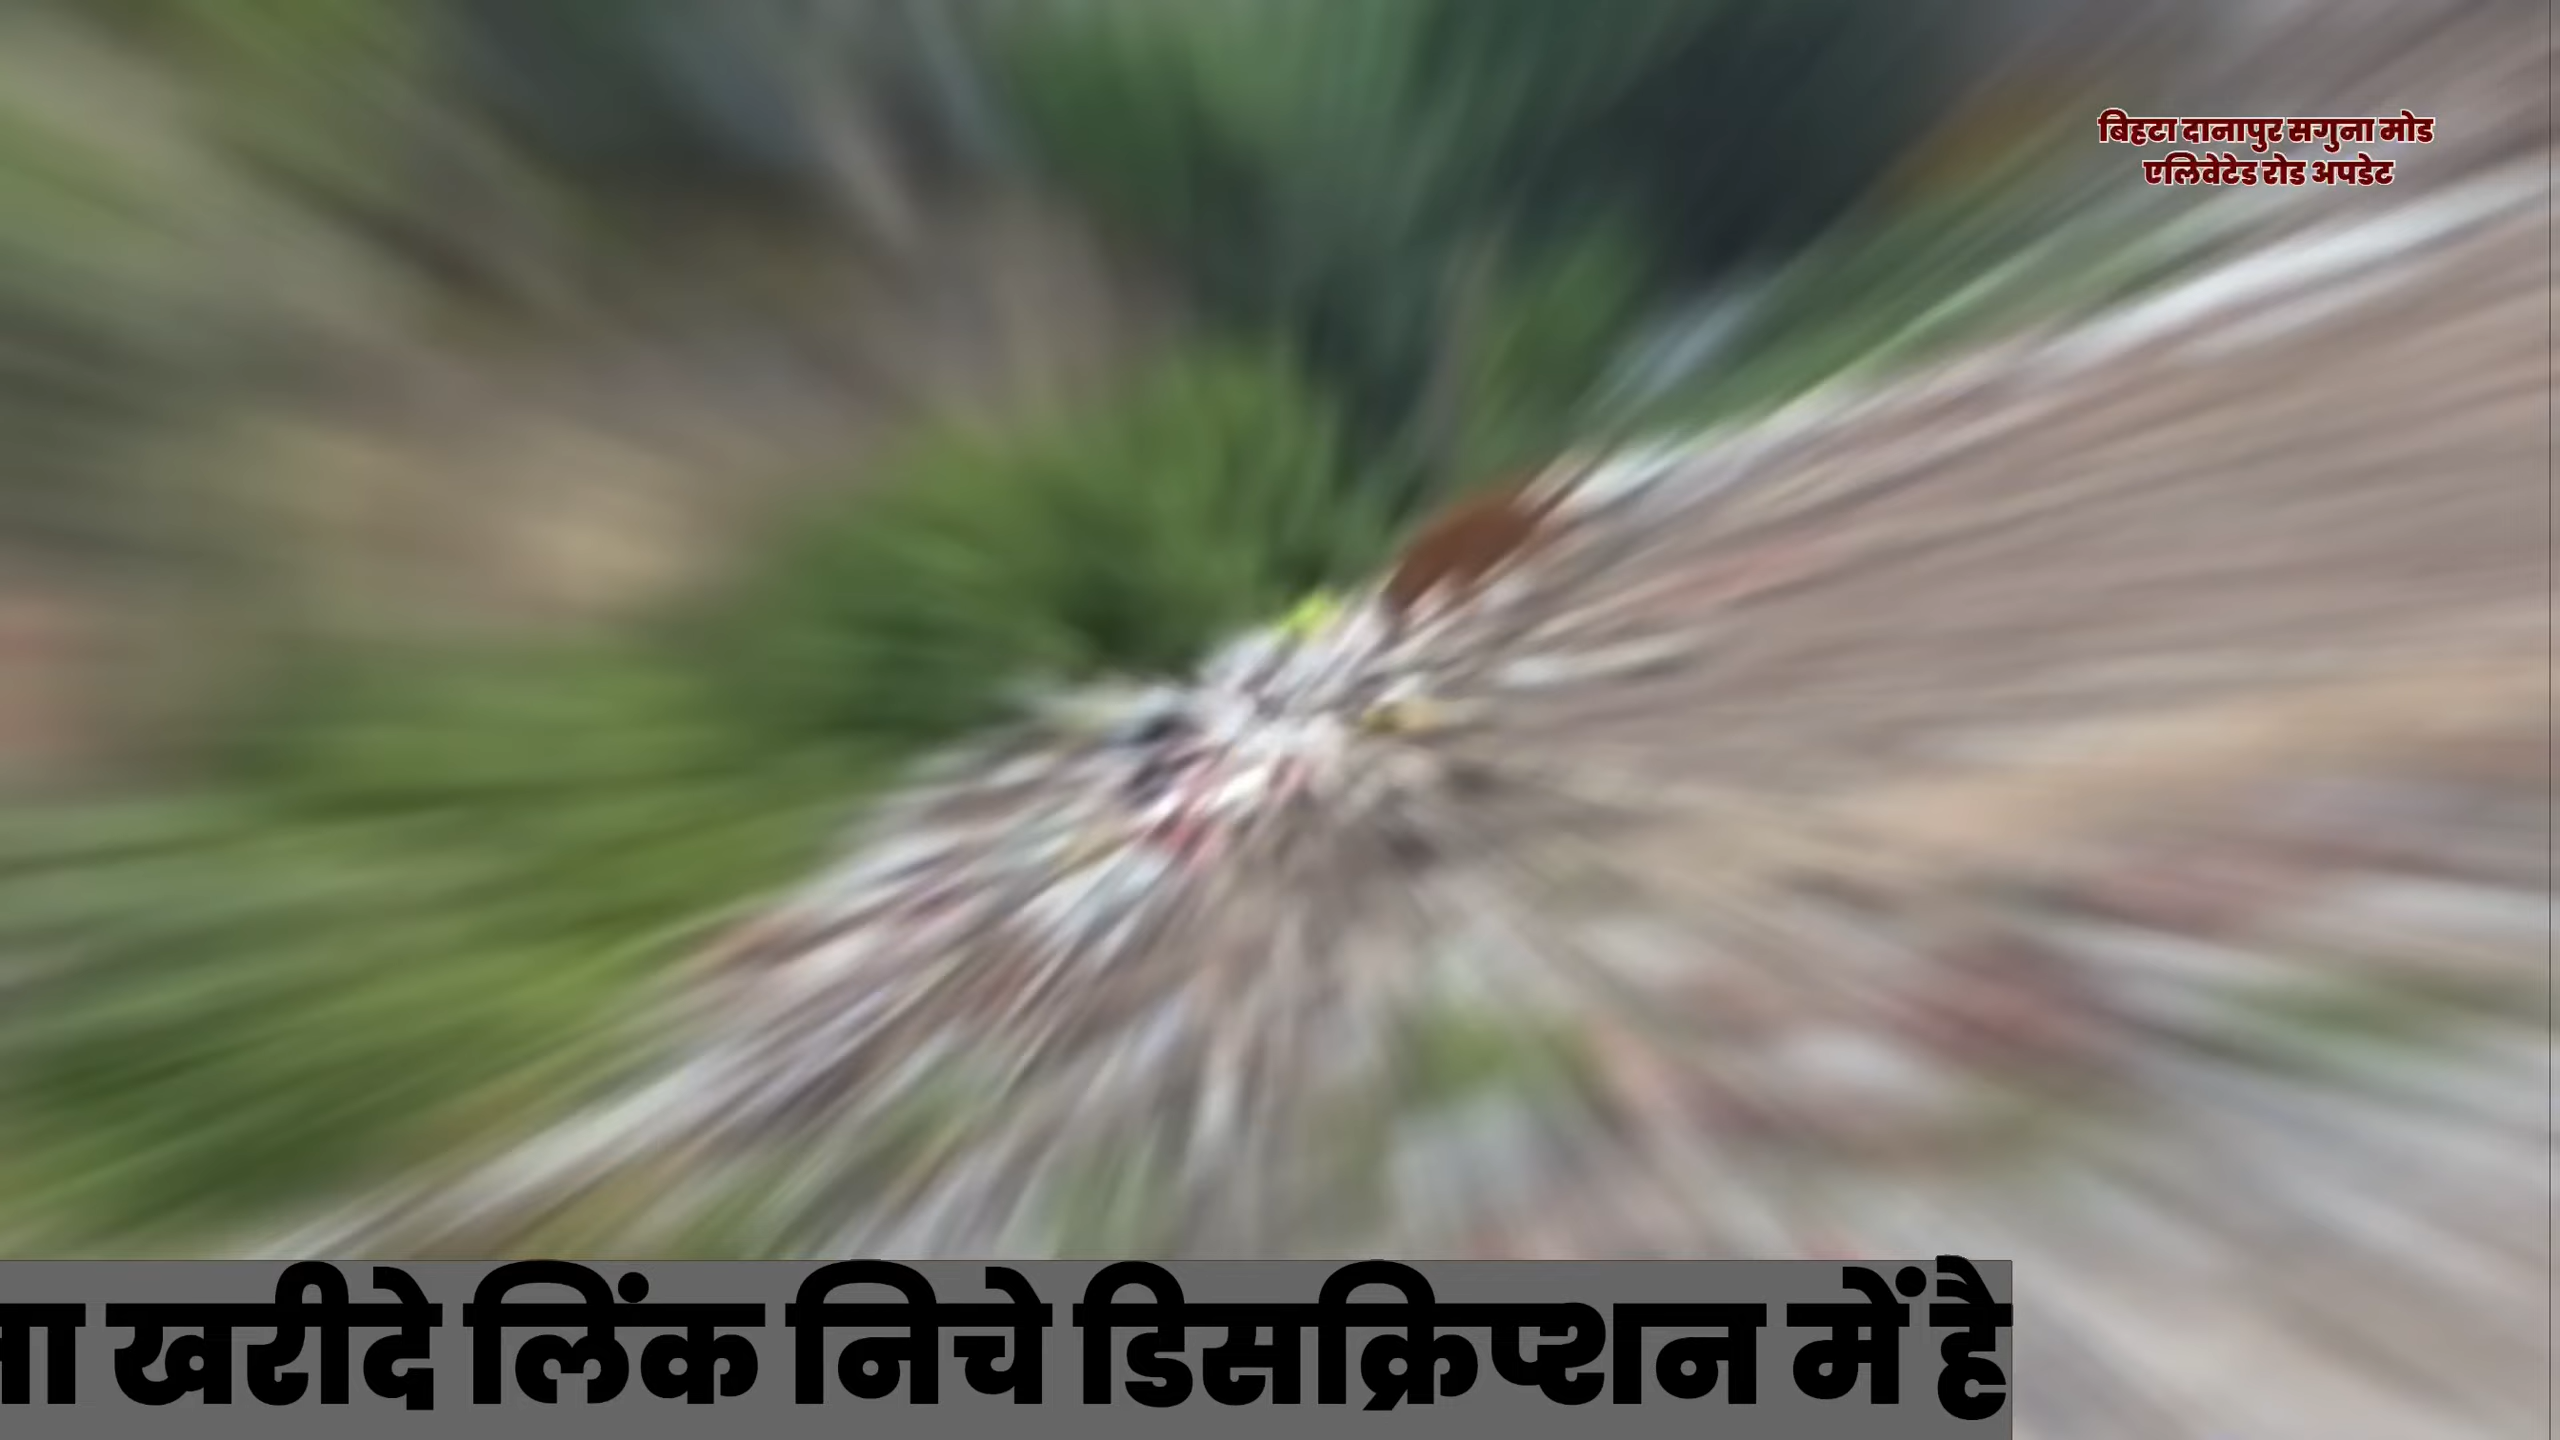 बिहटा दानापुर सगुना मोड
एलिवेटेड रोड अपडेट
खरीदे लिंक निचे डिसक्रिप्शन में है